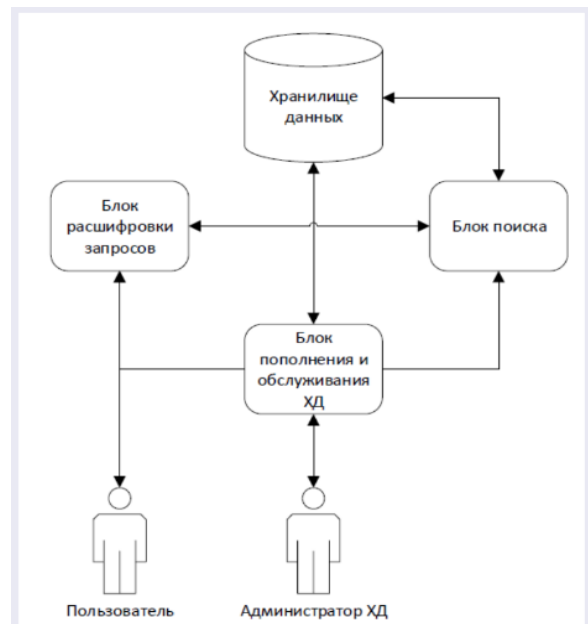 Хранилище
данных
Блок
расшифровки
запросов
Блок поиска
Блок
пополнения и
обслуживания
ХД
Пользователь
Администратор ХД